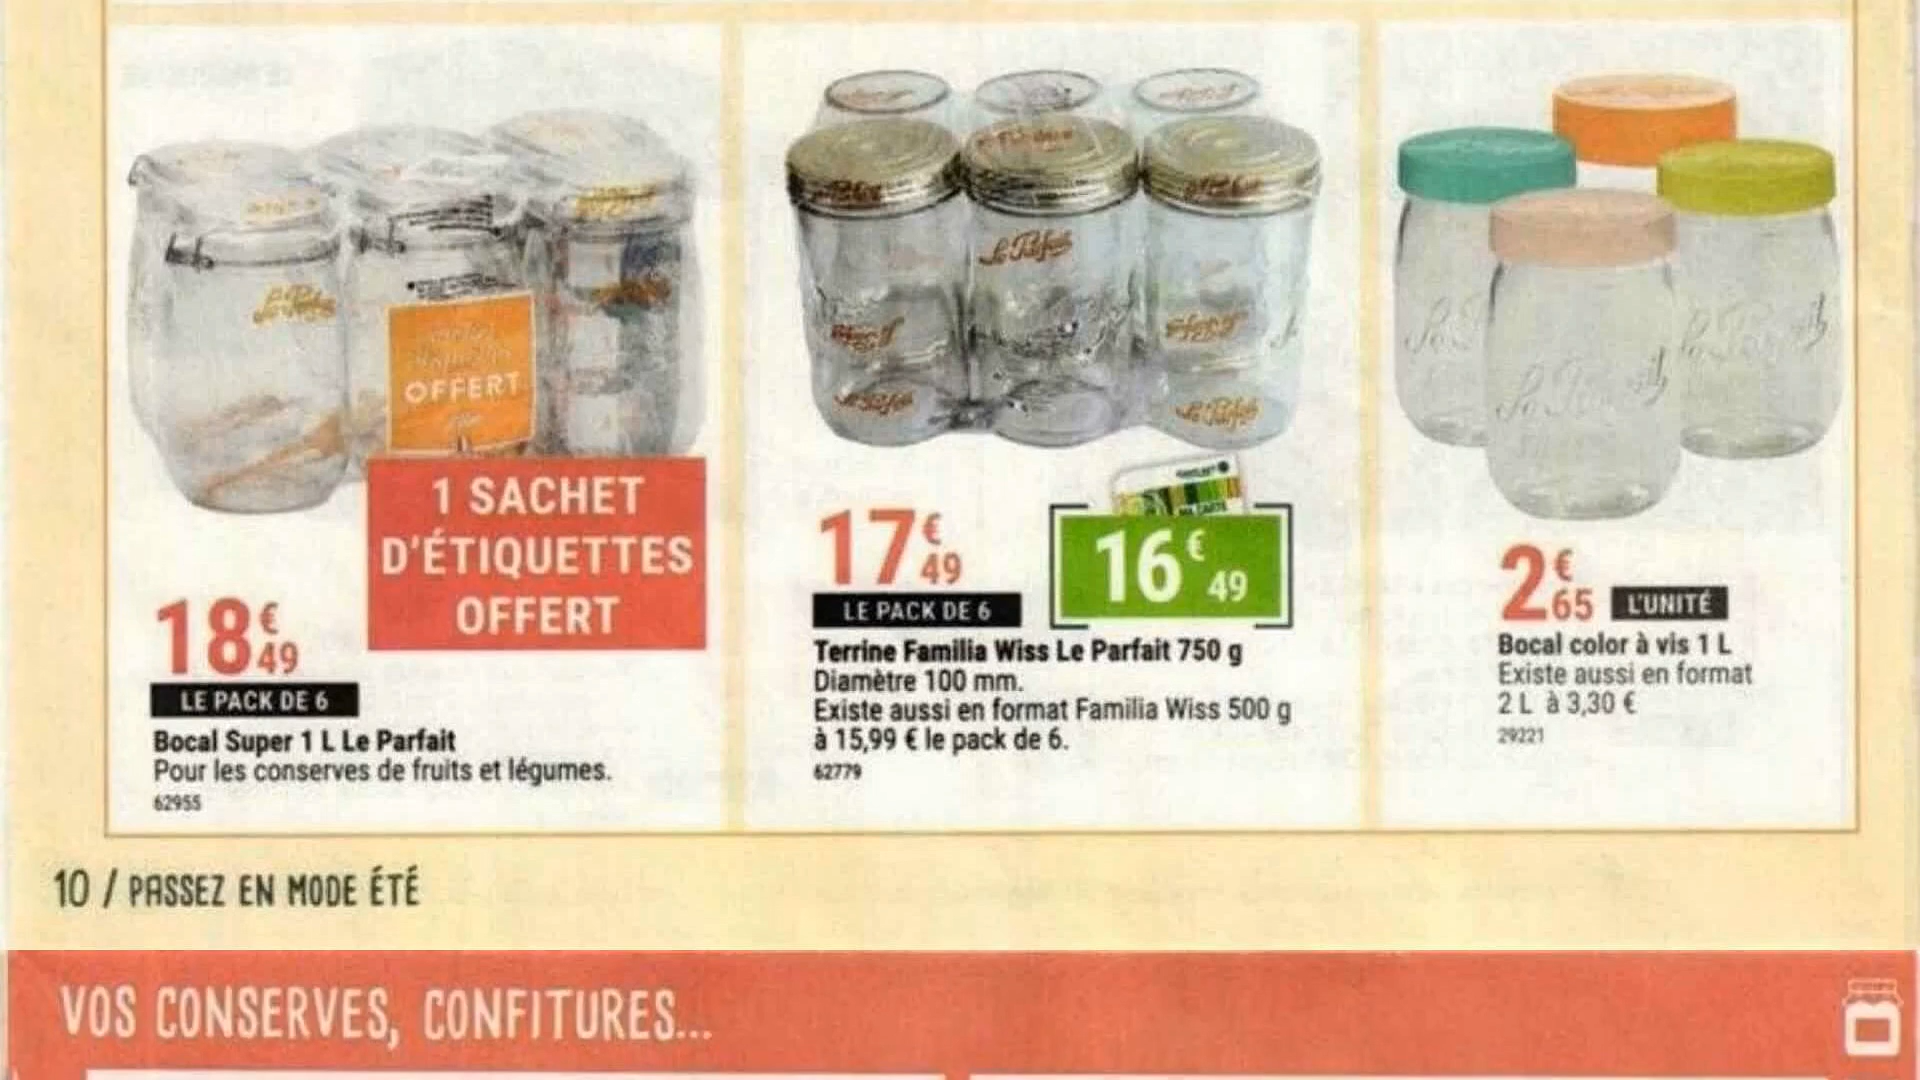 OFFERT
1 SACHET
D'ÉTIQUETTES
OFFERT
18€49
LE PACK DE 6
Bocal Super 1 L Le Parfait
Pour les conserves de fruits et légumes.
62955
Le Parfait
17€49
LE PACK DE 6
16€49
Terrine Familia Wiss Le Parfait 750 g
Diamètre 100 mm.
Existe aussi en format Familia Wiss 500 g
à 15,99 € le pack de 6.
62779
2€65 L'UNITÉ
Bocal color à vis 1 L
Existe aussi en format
2 L à 3,30 €
29221
10 / PASSEZ EN MODE ÉTÉ
VOS CONSERVES, CONFITURES...